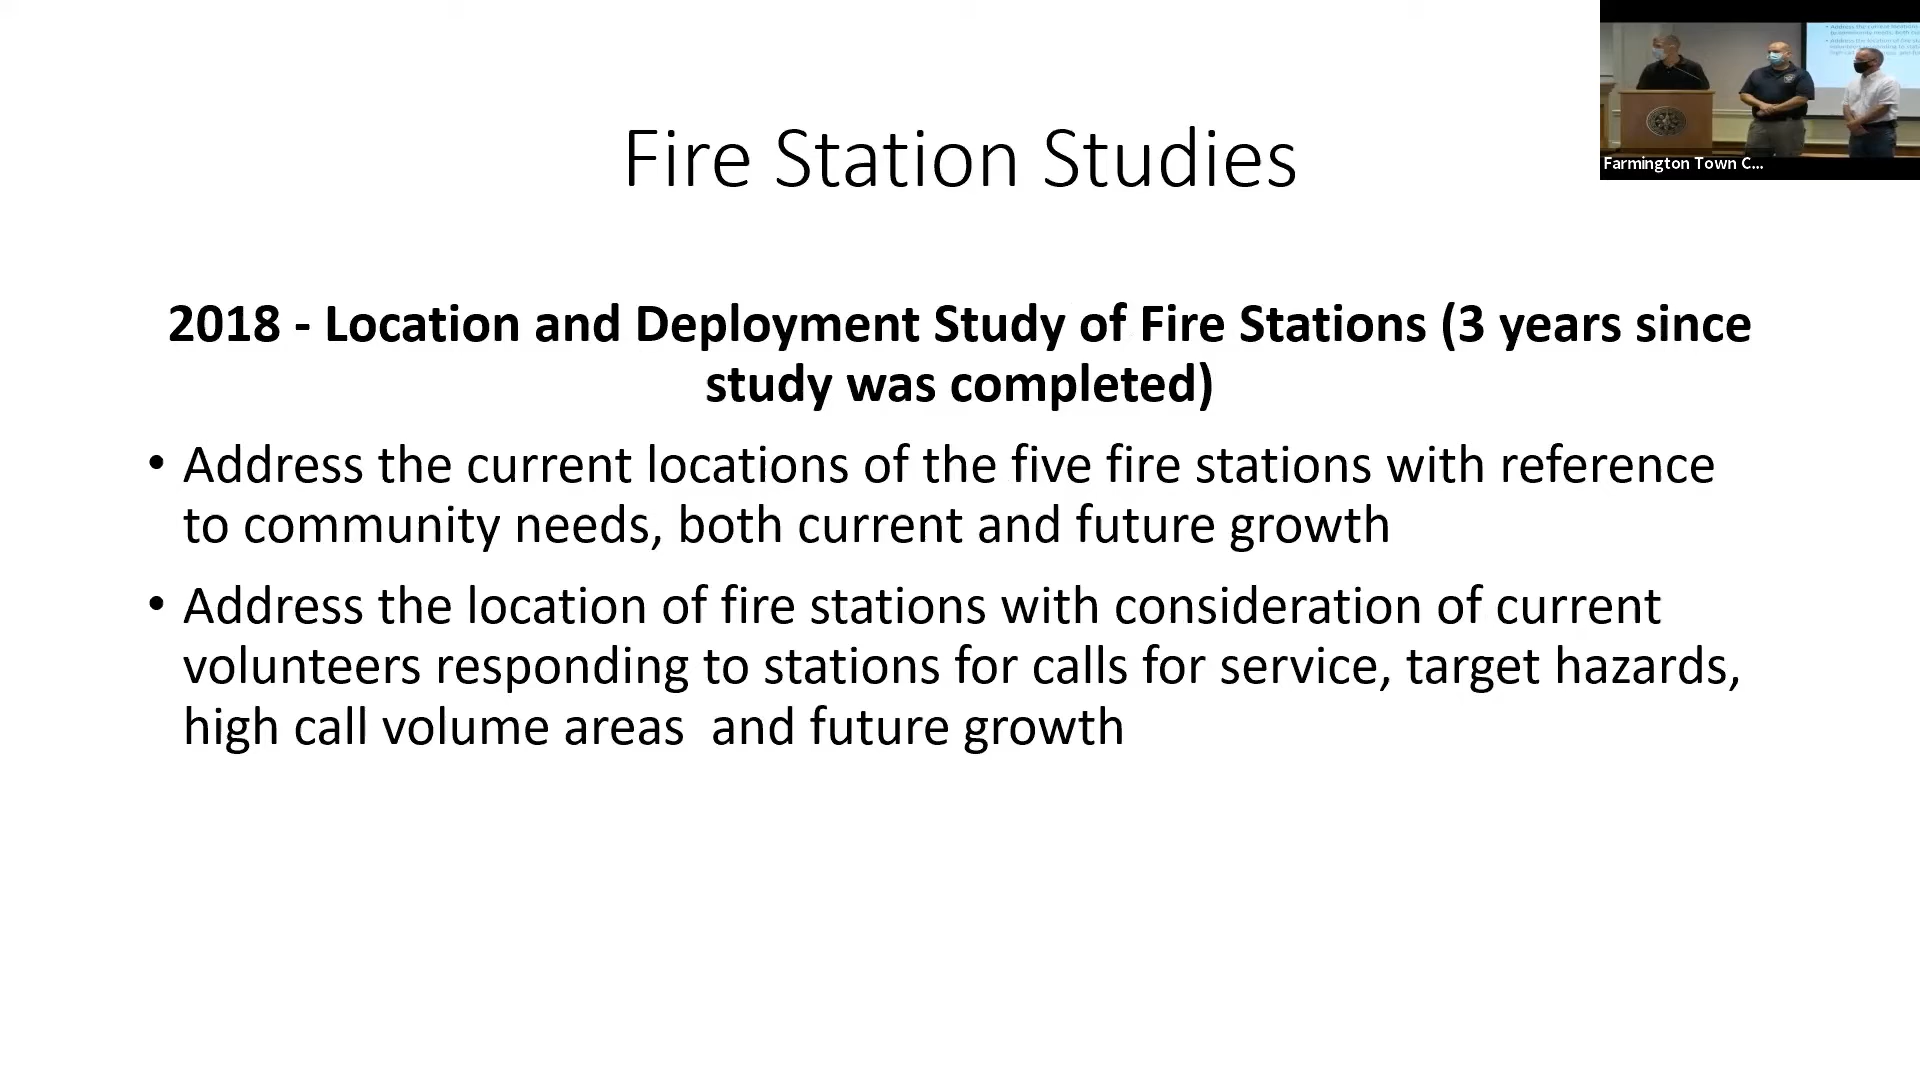 Fire Station Studies
Farmington Town C...
2018 - Location and Deployment Study of Fire Stations (3 years since
study was completed)
• Address the current locations of the five fire stations with reference
to community needs, both current and future growth
• Address the location of fire stations with consideration of current
volunteers responding to stations for calls for service, target hazards,
high call volume areas  and future growth